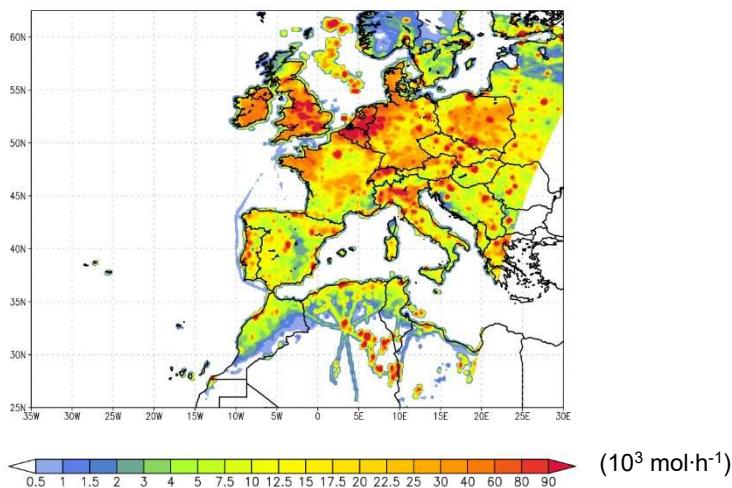 60N
55N
50N
45N
40N
35N
30N
25N
35W 30W 25W 20W 15W 10W 5W 0 5E 10E 15E 20E 25E 30E
0.5 1 1.5 2 3 4 5 7.5 10 12.5 15 17.5 20 22.5 25 30 40 60 80 90 (10³ mol·h⁻¹)